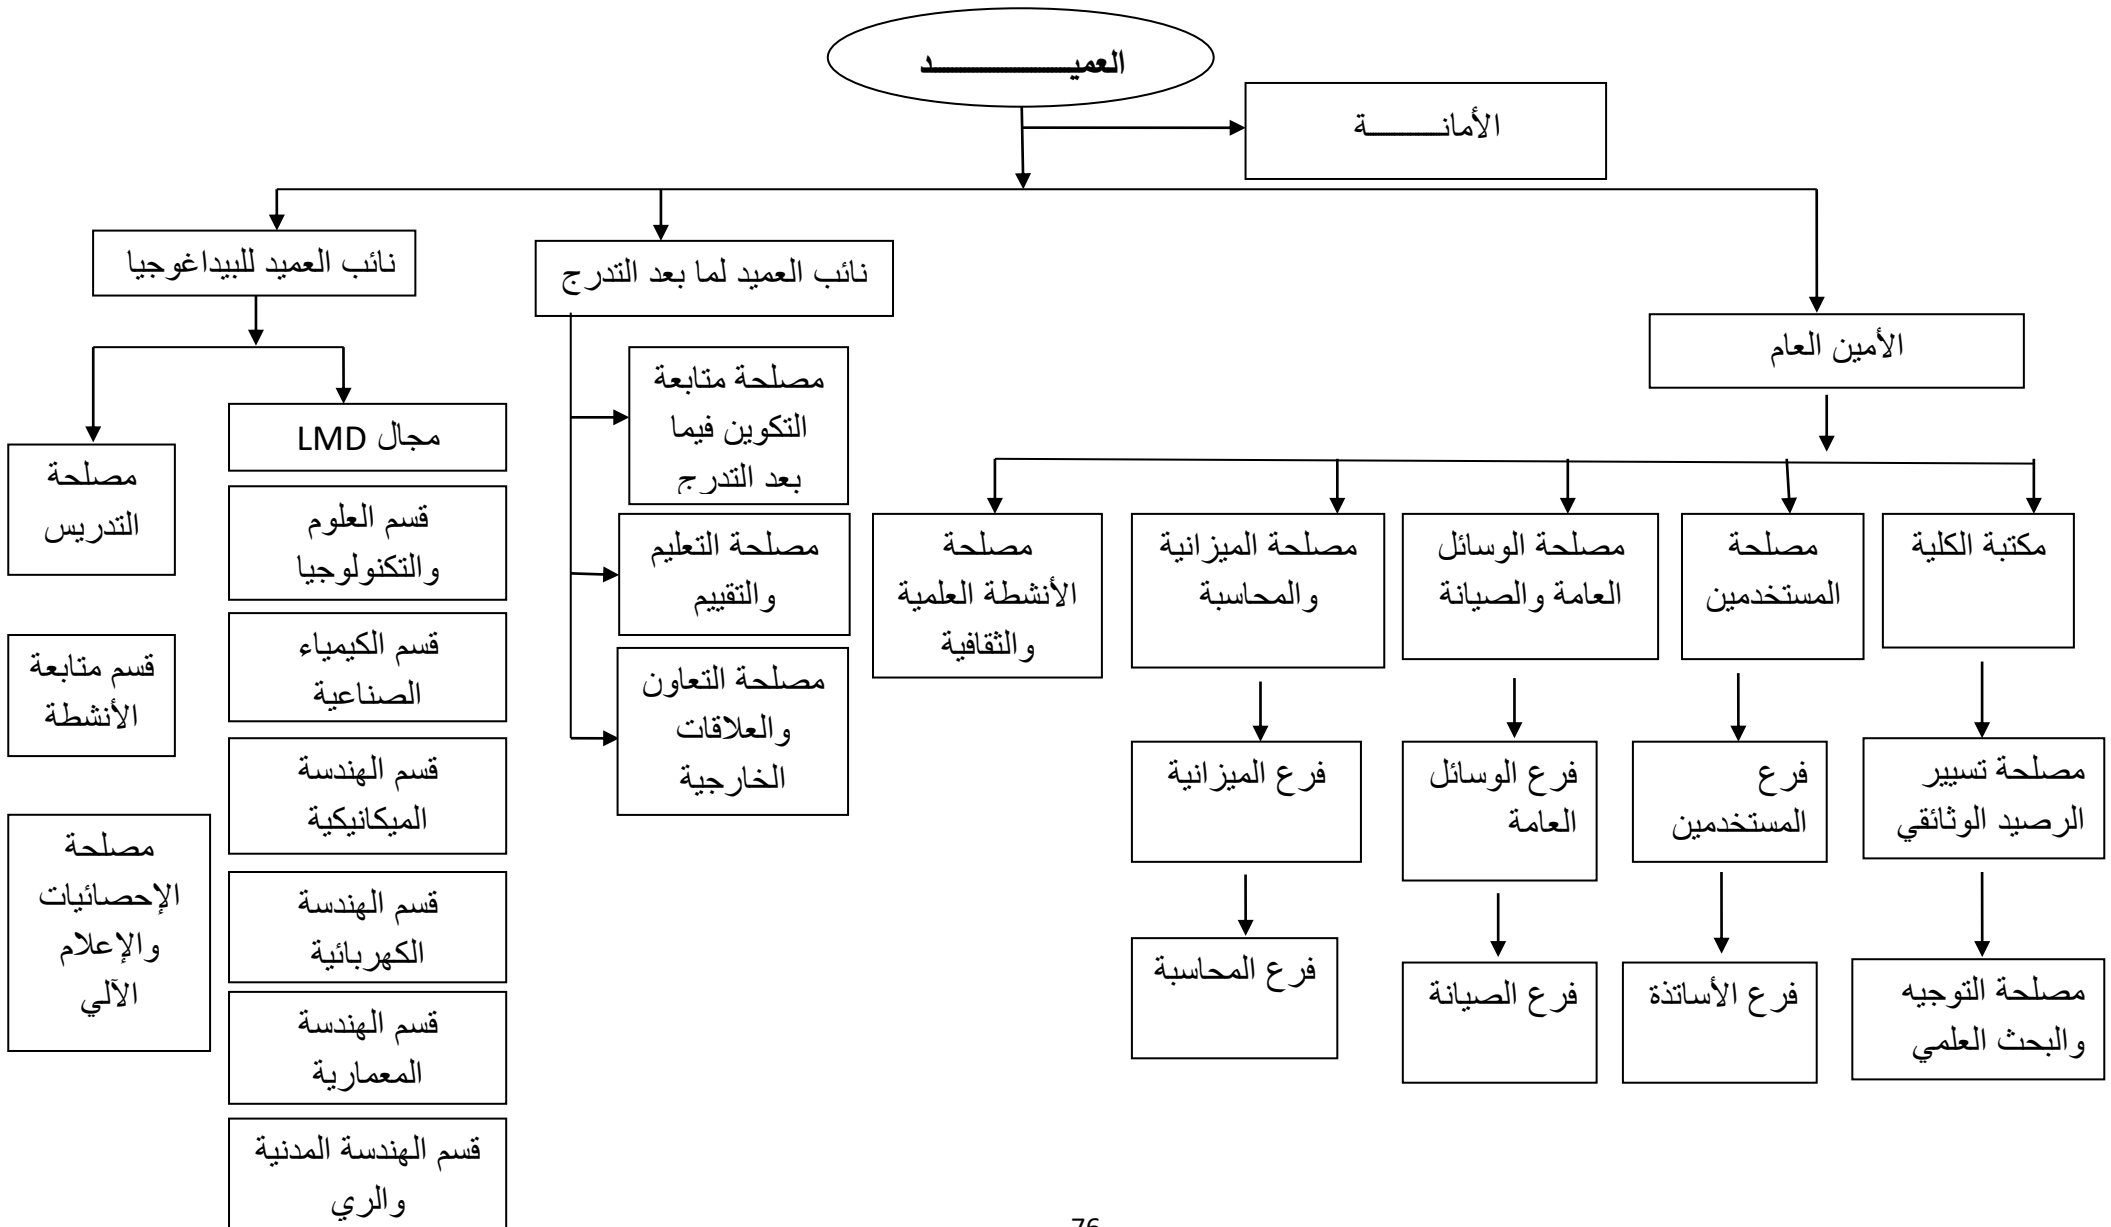 العميـــــــــــــد
الأمانـــــــــة
نائب العميد للبيداغوجيا
نائب العميد لما بعد التدرج
الأمين العام
مصلحة
التدريس
قسم متابعة
الأنشطة
مصلحة
الإحصائيات
والإعلام
الآلي
مجال LMD
قسم العلوم
والتكنولوجيا
قسم الكيمياء
الصناعية
قسم الهندسة
الميكانيكية
قسم الهندسة
الكهربائية
قسم الهندسة
المعمارية
قسم الهندسة المدنية
والري
مصلحة متابعة
التكوين فيما
بعد التدرج
مصلحة التعليم
والتقييم
مصلحة التعاون
والعلاقات
الخارجية
مكتبة الكلية
مصلحة
المستخدمين
مصلحة الوسائل
العامة والصيانة
مصلحة الميزانية
والمحاسبة
مصلحة
الأنشطة العلمية
والثقافية
مصلحة تسيير
الرصيد الوثائقي
فرع
المستخدمين
فرع الوسائل
العامة
فرع الميزانية
مصلحة التوجيه
والبحث العلمي
فرع الأساتذة
فرع الصيانة
فرع المحاسبة
76